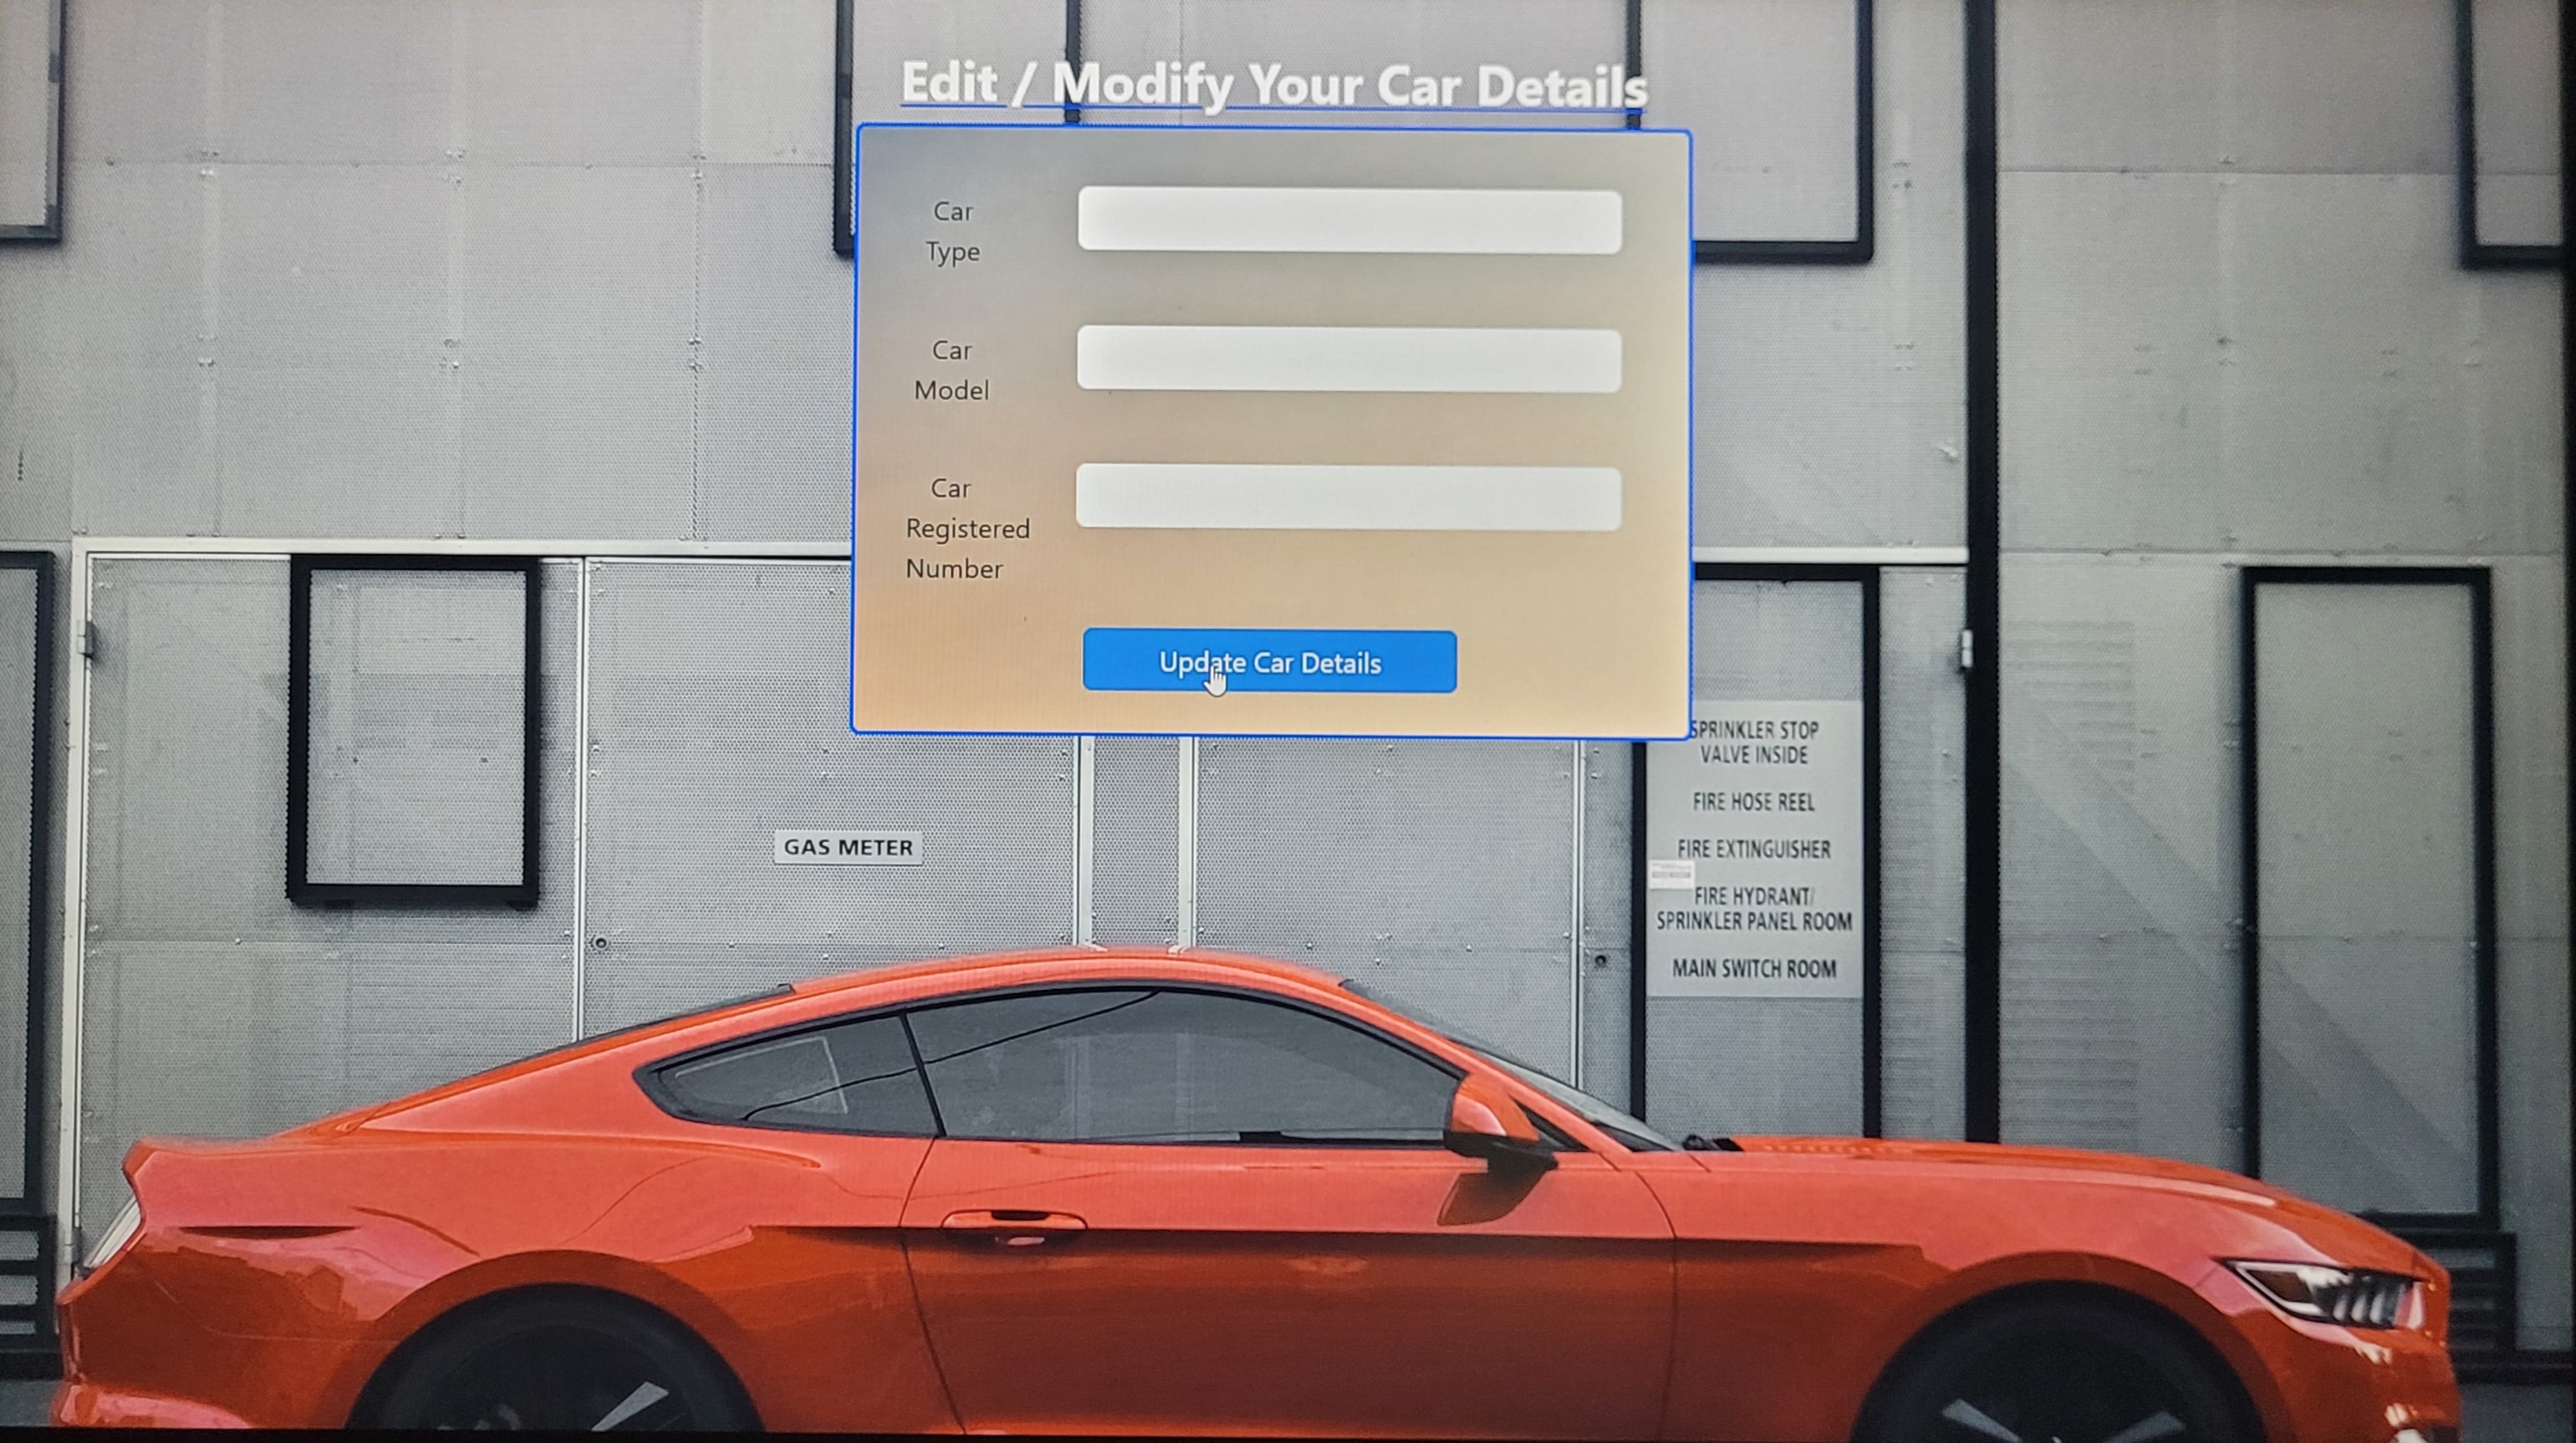 Edit / Modify Your Car Details
Car
Type
Car
Model
Car
Registered
Number
Update Car Details
SPRINKLER STOP
VALVE INSIDE
FIRE HOSE REEL
GAS METER
FIRE EXTINGUISHER
FIRE HYDRANT/
SPRINKLER PANEL ROOM
MAIN SWITCH ROOM